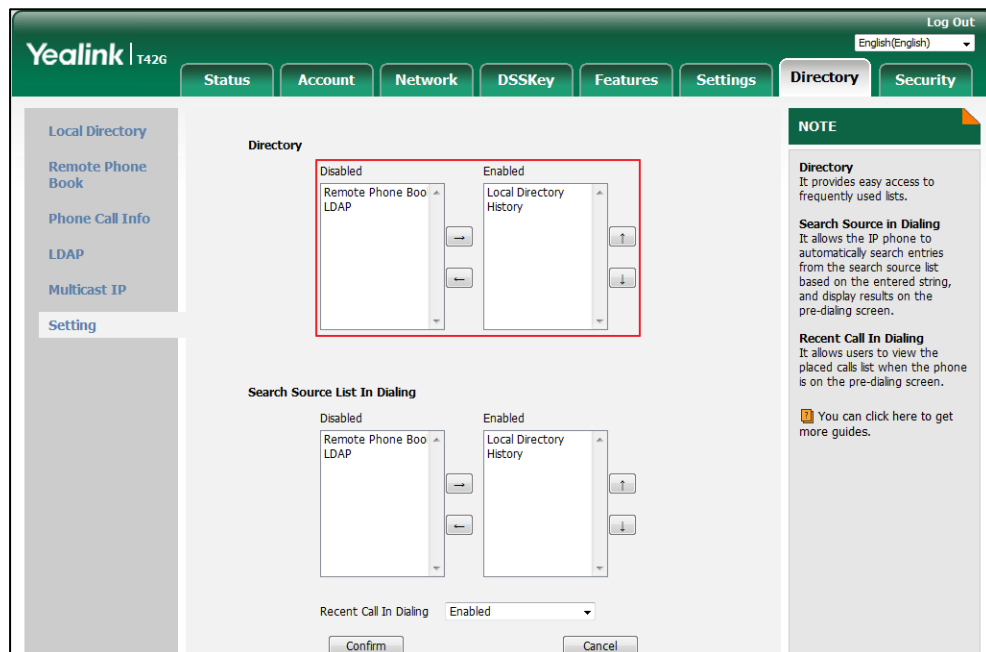 Log Out
Yealink T42G
English(English)
Status Account Network DSSKey Features Settings Directory Security
Local Directory
Remote Phone
Book
Phone Call Info
LDAP
Multicast IP
Setting
Directory
Disabled Enabled
Remote Phone Boo
LDAP
Local Directory
History
→
←
↑
↓
Search Source List In Dialing
Disabled Enabled
Remote Phone Boo
LDAP
Local Directory
History
→
←
↑
↓
Recent Call In Dialing Enabled
Confirm Cancel
NOTE
Directory
It provides easy access to
frequently used lists.
Search Source in Dialing
It allows the IP phone to
automatically search entries
from the search source list
based on the entered string,
and display results on the
pre-dialing screen.
Recent Call In Dialing
It allows users to view the
placed calls list when the phone
is on the pre-dialing screen.
You can click here to get
more guides.